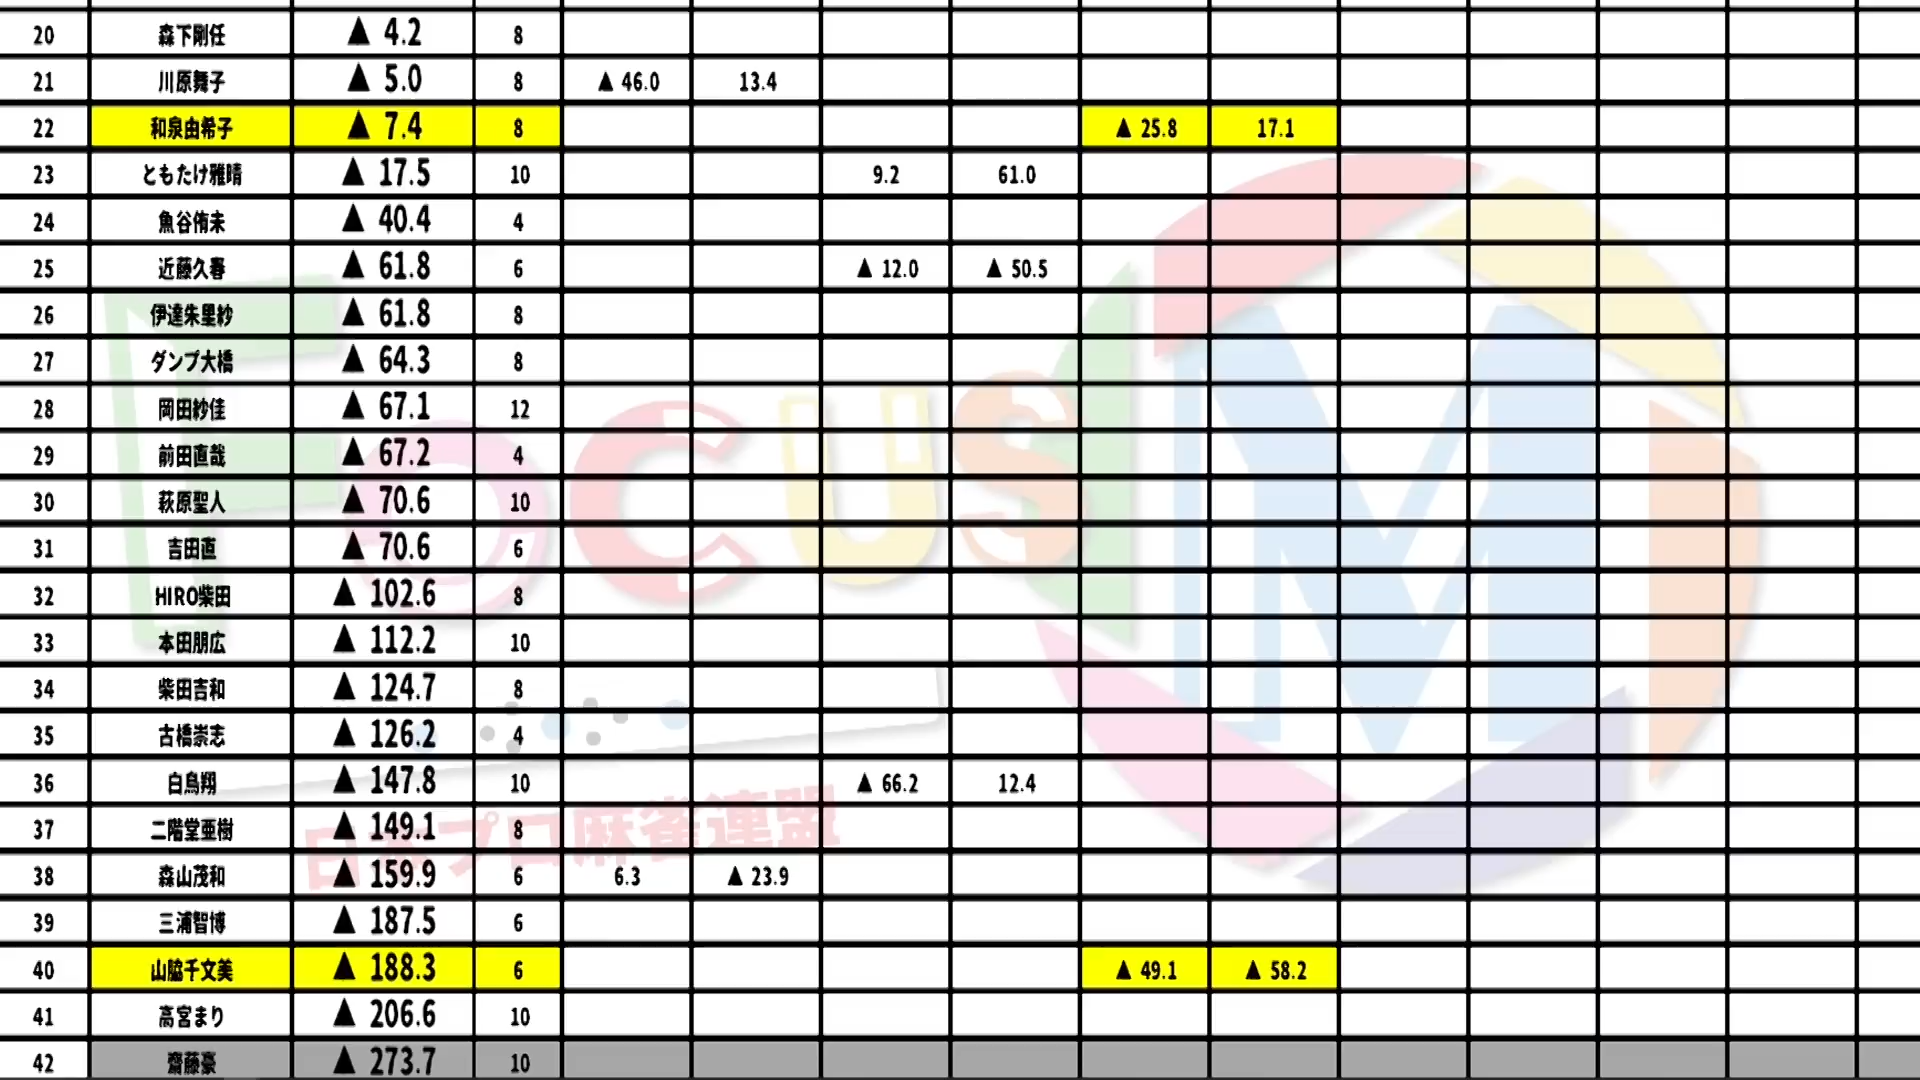 20 森下剛任 ▲ 4.2 8
21 川原舞子 ▲ 5.0 8 ▲ 46.0 13.4
22 和泉由希子 ▲ 7.4 8 ▲ 25.8 17.1
23 ともたけ雅晴 ▲ 17.5 10 9.2 61.0
24 魚谷侑未 ▲ 40.4 4
25 近藤久春 ▲ 61.8 6 ▲ 12.0 ▲ 50.5
26 伊達朱里紗 ▲ 61.8 8
27 ダンプ大橋 ▲ 64.3 8
28 岡田紗佳 ▲ 67.1 12
29 前田直哉 ▲ 67.2 4
30 萩原聖人 ▲ 70.6 10
31 吉田直 ▲ 70.6 6
32 HIRO柴田 ▲ 102.6 8
33 本田朋広 ▲ 112.2 10
34 柴田吉和 ▲ 124.7 8
35 古橋崇志 ▲ 126.2 4
36 白鳥翔 ▲ 147.8 10 ▲ 66.2 12.4
37 二階堂亜樹 ▲ 149.1 8
38 森山茂和 ▲ 159.9 6 6.3 ▲ 23.9
39 三浦智博 ▲ 187.5 6
40 山脇千文美 ▲ 188.3 6 ▲ 49.1 ▲ 58.2
41 高宮まり ▲ 206.6 10
42 齋藤豪 ▲ 273.7 10
FOCUS M
日本プロ麻雀連盟